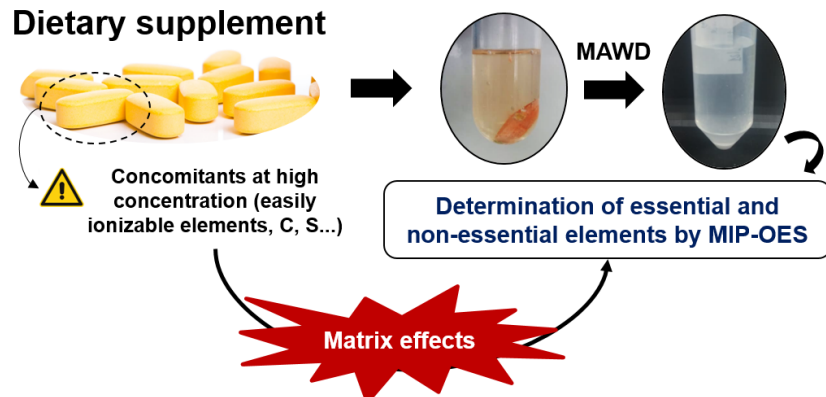 Dietary supplement
MAWD
Concomitants at high
concentration (easily
ionizable elements, C, S...)
Determination of essential and
non-essential elements by MIP-OES
Matrix effects